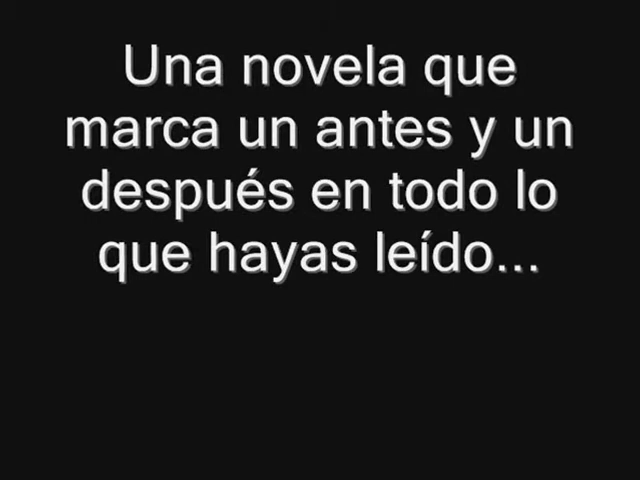 Una novela que
marca un antes y un
después en todo lo
que hayas leído...